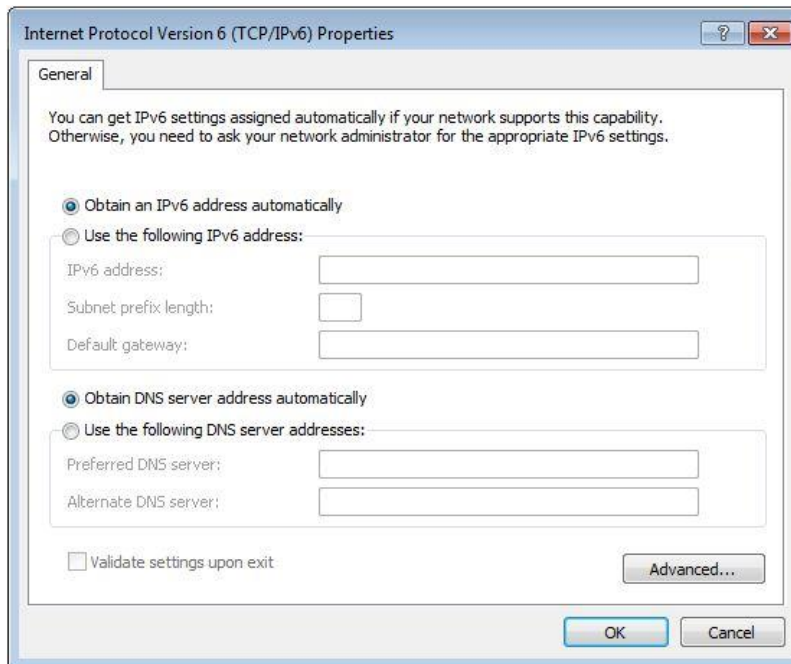 Internet Protocol Version 6 (TCP/IPv6) Properties
?
General
You can get IPv6 settings assigned automatically if your network supports this capability.
Otherwise, you need to ask your network administrator for the appropriate IPv6 settings.
Obtain an IPv6 address automatically
Use the following IPv6 address:
IPv6 address:
Subnet prefix length:
Default gateway:
Obtain DNS server address automatically
Use the following DNS server addresses:
Preferred DNS server:
Alternate DNS server:
Validate settings upon exit
Advanced...
OK Cancel